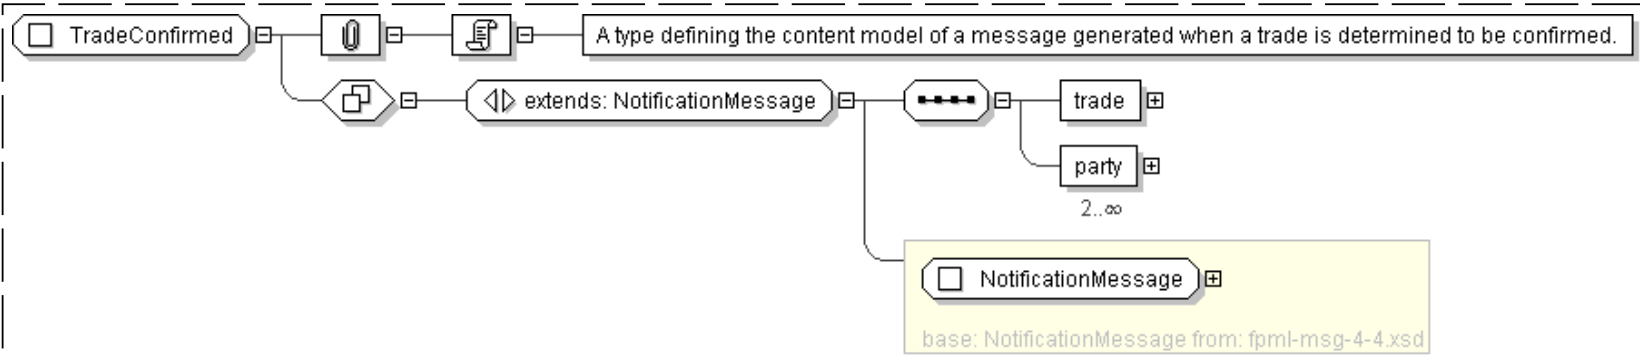 TradeConfirmed
A type defining the content model of a message generated when a trade is determined to be confirmed.
extends: NotificationMessage
trade
party
2..∞
NotificationMessage
base: NotificationMessage from: fpml-msg-4-4.xsd